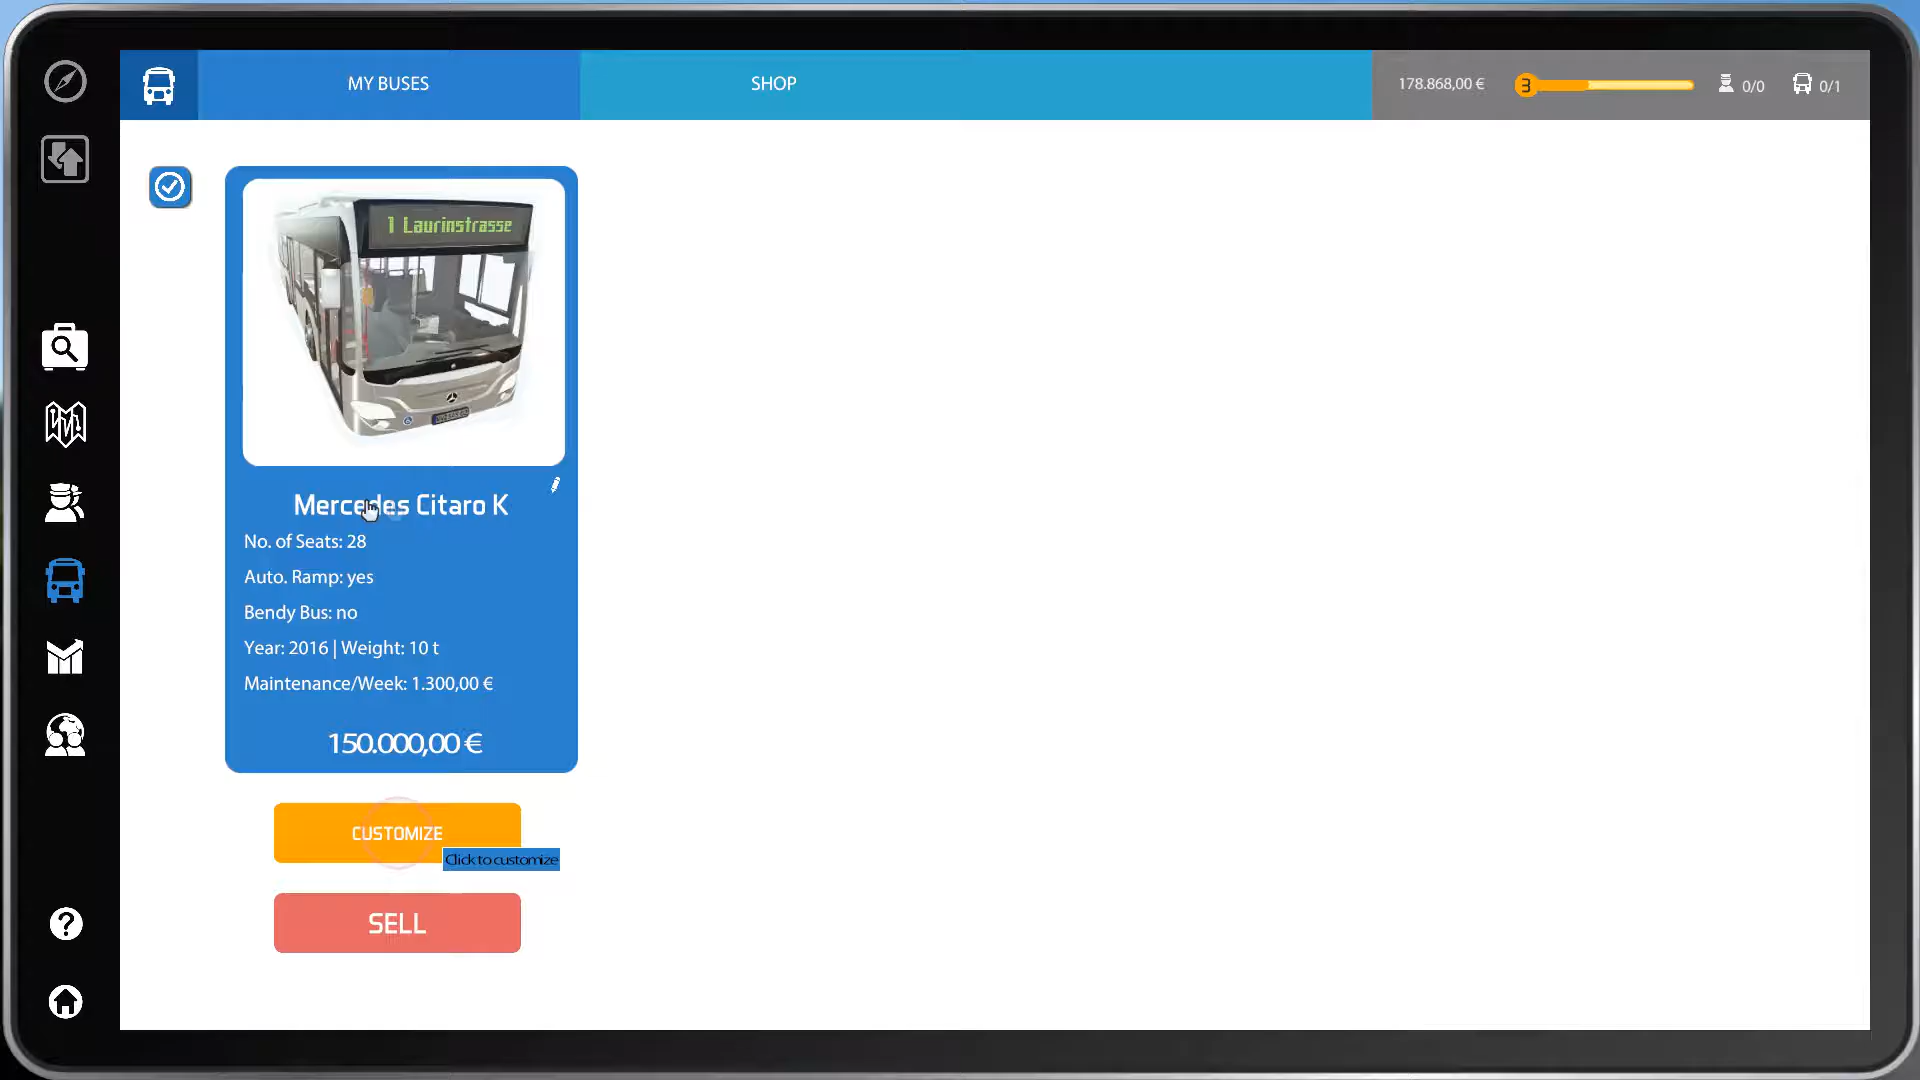 MY BUSES
SHOP
178.868,00 €
3
0/0
0/1
1 Laurinstrasse
Mercedes Citaro K
No. of Seats: 28
Auto. Ramp: yes
Bendy Bus: no
Year: 2016 | Weight: 10 t
Maintenance/Week: 1.300,00 €
150.000,00 €
CUSTOMIZE
Click to customize
SELL